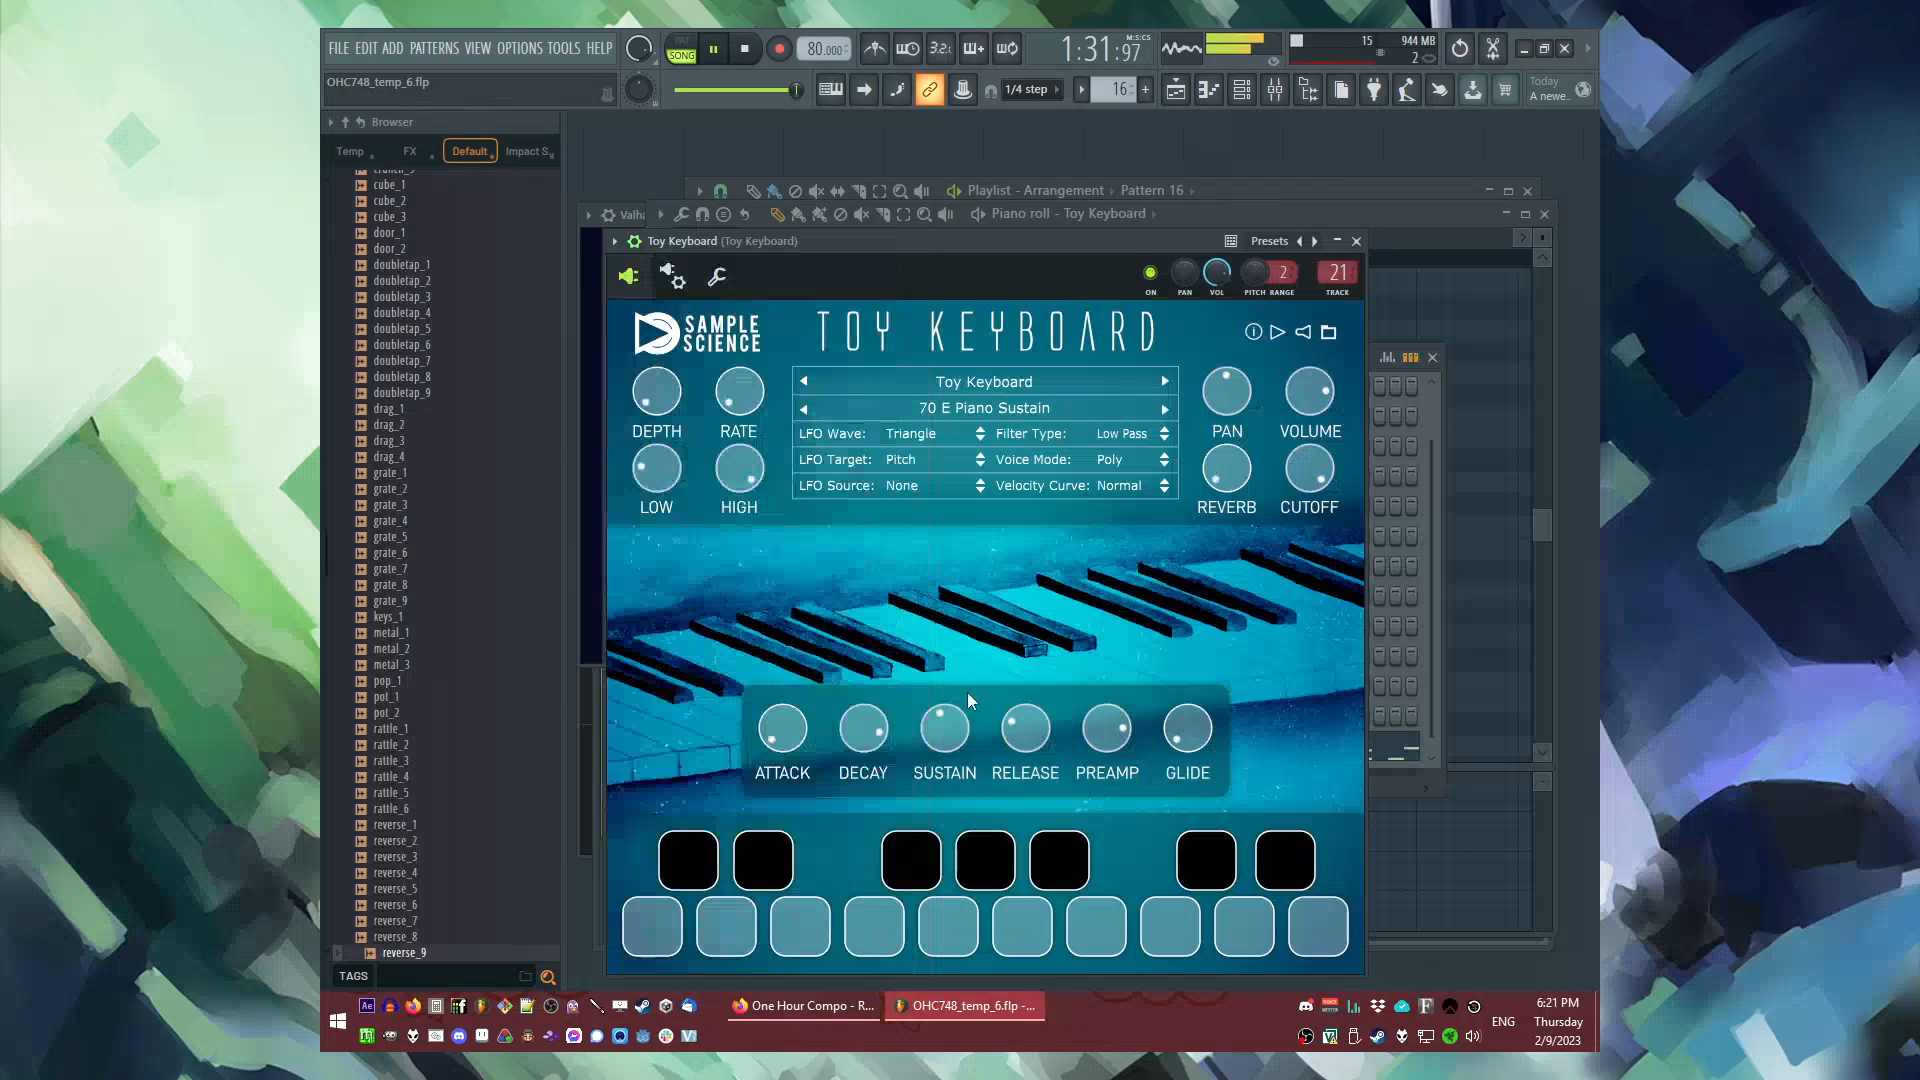 FILE EDIT ADD PATTERNS VIEW OPTIONS TOOLS HELP
PAT
SONG
80.000
3:2:
1:31:97
M:S:CS
15
944 MB
2
OHC748_temp_6.flp
1/4 step
16
Today
A newe..
Browser
Temp
FX
Default
Impact S
cube_1
cube_2
cube_3
door_1
door_2
doubletap_1
doubletap_2
doubletap_3
doubletap_4
doubletap_5
doubletap_6
doubletap_7
doubletap_8
doubletap_9
drag_1
drag_2
drag_3
drag_4
grate_1
grate_2
grate_3
grate_4
grate_5
grate_6
grate_7
grate_8
grate_9
keys_1
metal_1
metal_2
metal_3
pop_1
pot_1
pot_2
rattle_1
rattle_2
rattle_3
rattle_4
rattle_5
rattle_6
reverse_1
reverse_2
reverse_3
reverse_4
reverse_5
reverse_6
reverse_7
reverse_8
reverse_9
TAGS
Playlist - Arrangement
Pattern 16
Valha
Piano roll - Toy Keyboard
Toy Keyboard (Toy Keyboard)
Presets
2
21
ON
PAN
VOL
PITCH RANGE
TRACK
SAMPLE
SCIENCE
TOY KEYBOARD
DEPTH
RATE
LOW
HIGH
Toy Keyboard
70 E Piano Sustain
LFO Wave: Triangle
Filter Type: Low Pass
LFO Target: Pitch
Voice Mode: Poly
LFO Source: None
Velocity Curve: Normal
PAN
VOLUME
REVERB
CUTOFF
ATTACK
DECAY
SUSTAIN
RELEASE
PREAMP
GLIDE
One Hour Compo - R...
OHC748_temp_6.flp -...
ENG
6:21 PM
Thursday
2/9/2023